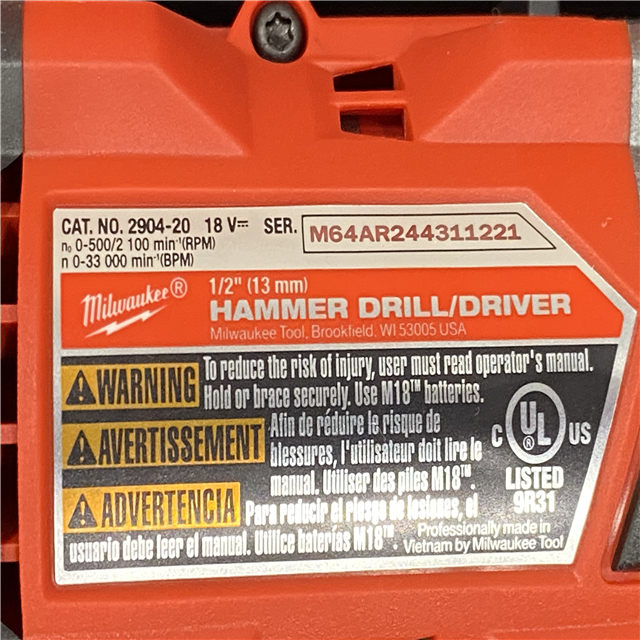 CAT. NO. 2904-20 18 V⎓ SER. M64AR244311221
n₀ 0-500/2 100 min⁻¹(RPM)
n 0-33 000 min⁻¹(BPM)
Milwaukee®
1/2" (13 mm)
HAMMER DRILL/DRIVER
Milwaukee Tool, Brookfield, WI 53005 USA
WARNING To reduce the risk of injury, user must read operator's manual.
Hold or brace securely. Use M18™ batteries.
AVERTISSEMENT Afin de réduire le risque de
blessures, l'utilisateur doit lire le
manual. Utiliser des piles M18™.
ADVERTENCIA Para reducir el riesgo de lesiones, el
usuario debe leer el manual. Utilice baterías M18™.
C UL® US
LISTED
9R31
Professionally made in
Vietnam by Milwaukee Tool